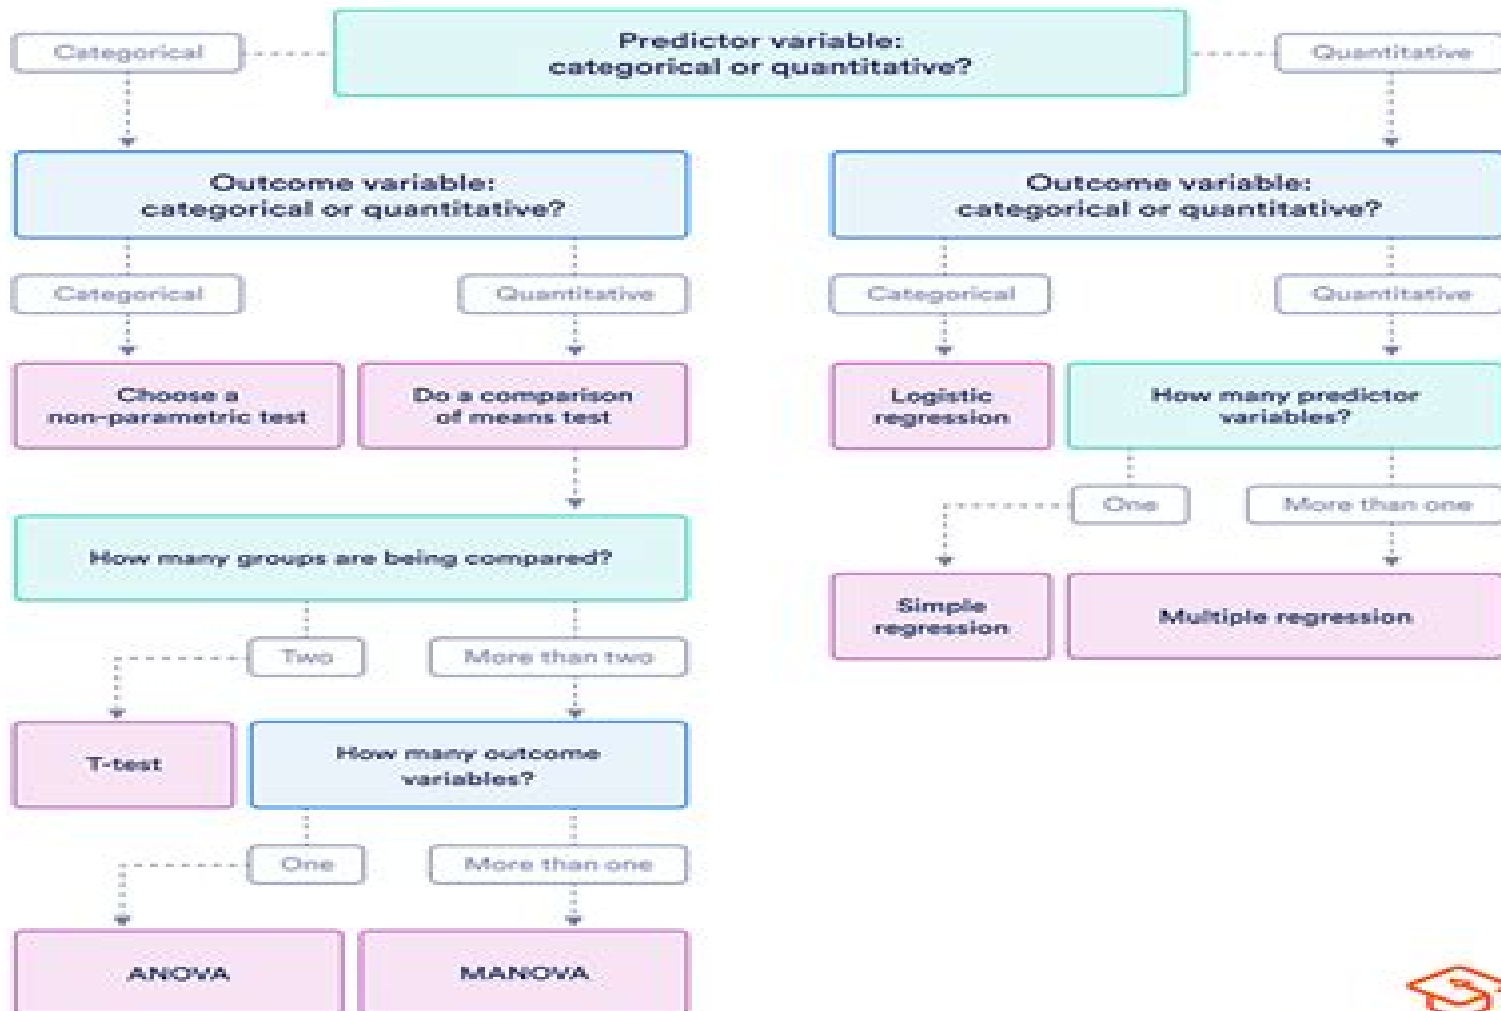 Predictor variable:
categorical or quantitative?
Categorical
Quantitative
Outcome variable:
categorical or quantitative?
Outcome variable:
categorical or quantitative?
Categorical
Quantitative
Categorical
Quantitative
Choose a
non-parametric test
Do a comparison
of means test
Logistic
regression
How many predictor
variables?
One
More than one
How many groups are being compared?
Simple
regression
Multiple regression
Two
More than two
T-test
How many outcome
variables?
One
More than one
ANOVA
MANOVA